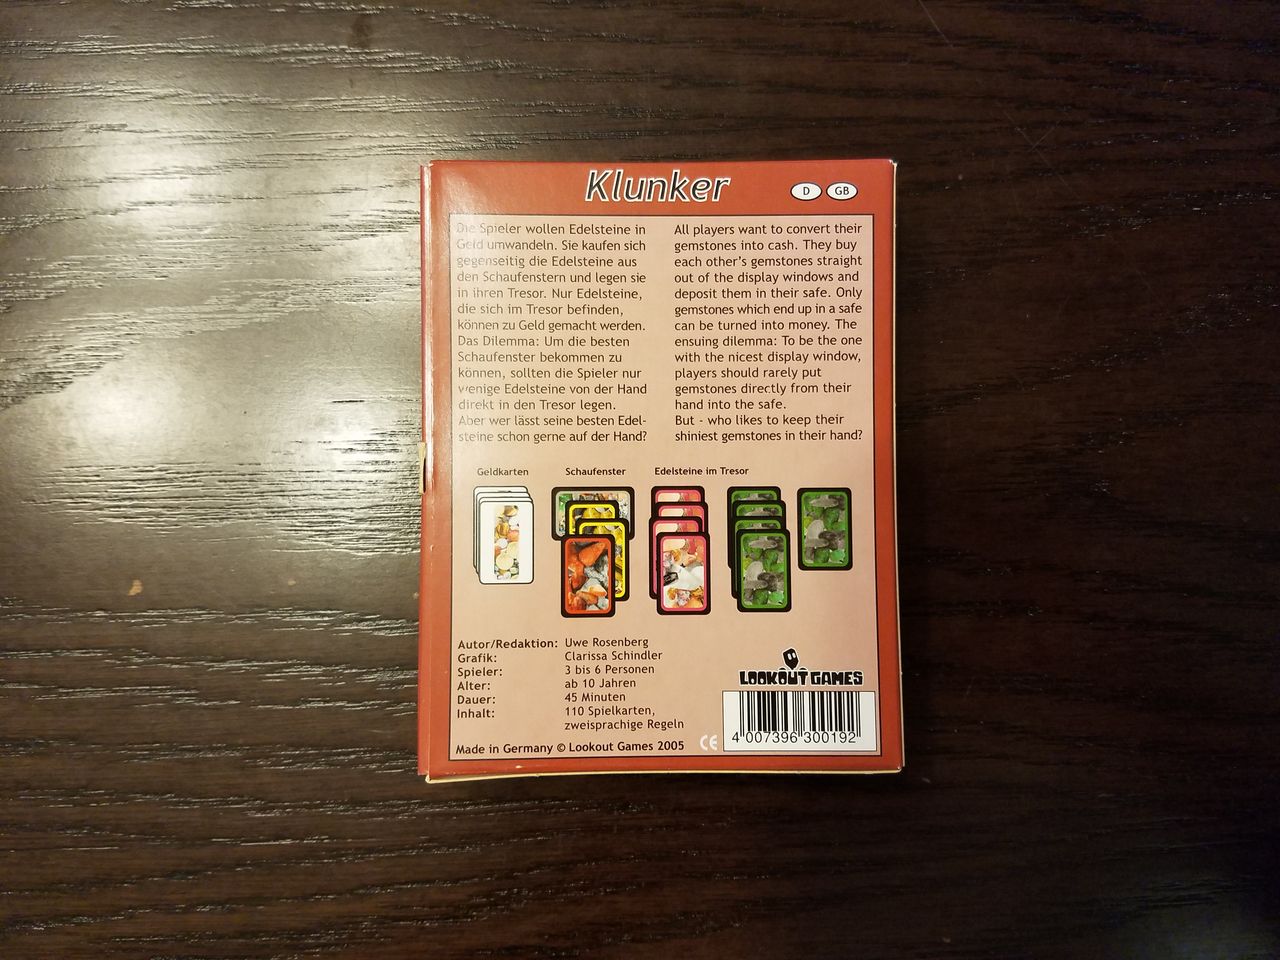 Klunker
D GB
Die Spieler wollen Edelsteine in
Geld umwandeln. Sie kaufen sich
gegenseitig die Edelsteine aus
den Schaufenstern und legen sie
in ihren Tresor. Nur Edelsteine,
die sich im Tresor befinden,
können zu Geld gemacht werden.
Das Dilemma: Um die besten
Schaufenster bekommen zu
können, sollten die Spieler nur
wenige Edelsteine von der Hand
direkt in den Tresor legen.
Aber wer lässt seine besten Edel-
steine schon gerne auf der Hand?
All players want to convert their
gemstones into cash. They buy
each other's gemstones straight
out of the display windows and
deposit them in their safe. Only
gemstones which end up in a safe
can be turned into money. The
ensuing dilemma: To be the one
with the nicest display window,
players should rarely put
gemstones directly from their
hand into the safe.
But - who likes to keep their
shiniest gemstones in their hand?
Geldkarten Schaufenster Edelsteine im Tresor
Autor/Redaktion: Uwe Rosenberg
Grafik: Clarissa Schindler
Spieler: 3 bis 6 Personen
Alter: ab 10 Jahren
Dauer: 45 Minuten
Inhalt: 110 Spielkarten,
zweisprachige Regeln
Made in Germany © Lookout Games 2005 CE
LOOKOUT GAMES
4 007396 300192